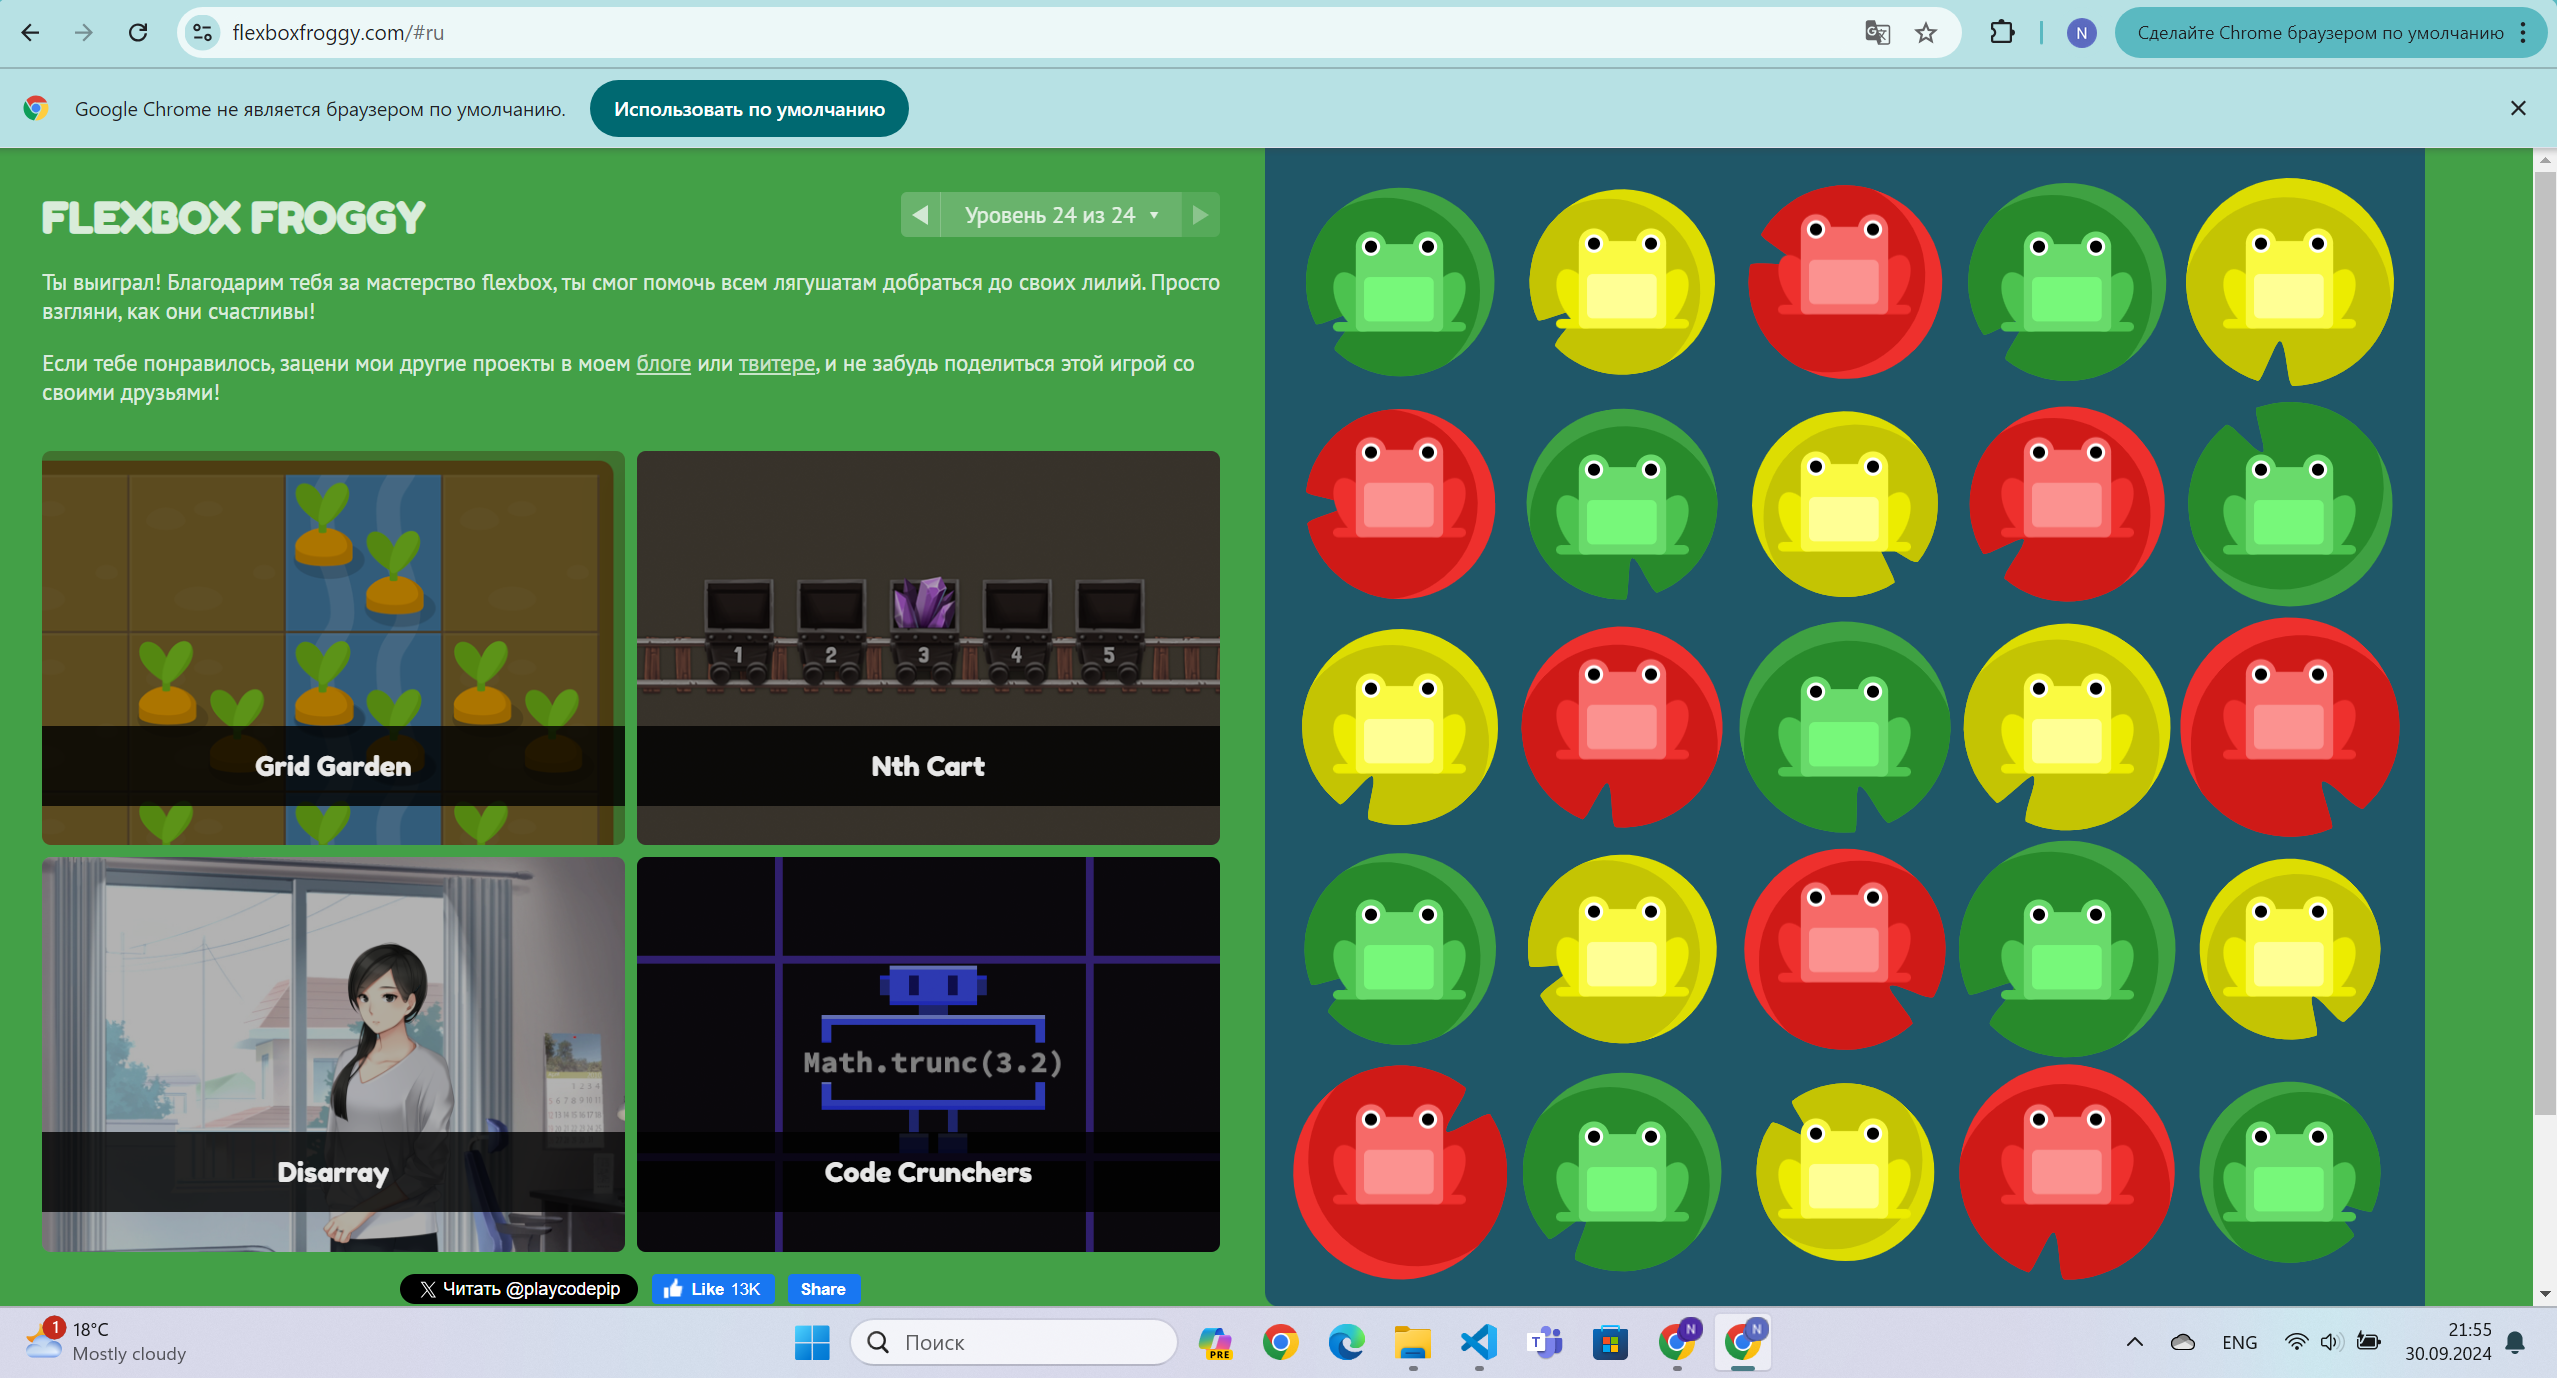 flexboxfroggy.com/#ru
N
Сделайте Chrome браузером по умолчанию
Google Chrome не является браузером по умолчанию.
Использовать по умолчанию
FLEXBOX FROGGY
Уровень 24 из 24
Ты выиграл! Благодарим тебя за мастерство flexbox, ты смог помочь всем лягушатам добраться до своих лилий. Просто
взгляни, как они счастливы!
Если тебе понравилось, зацени мои другие проекты в моем блоге или твитере, и не забудь поделиться этой игрой со
своими друзьями!
1 2 3 4 5
Grid Garden
Nth Cart
Math.trunc(3.2)
Disarray
Code Crunchers
Читать @playcodepip
Like 13K
Share
1
18°C
Mostly cloudy
Поиск
PRE
T
N
N
ENG
21:55
30.09.2024